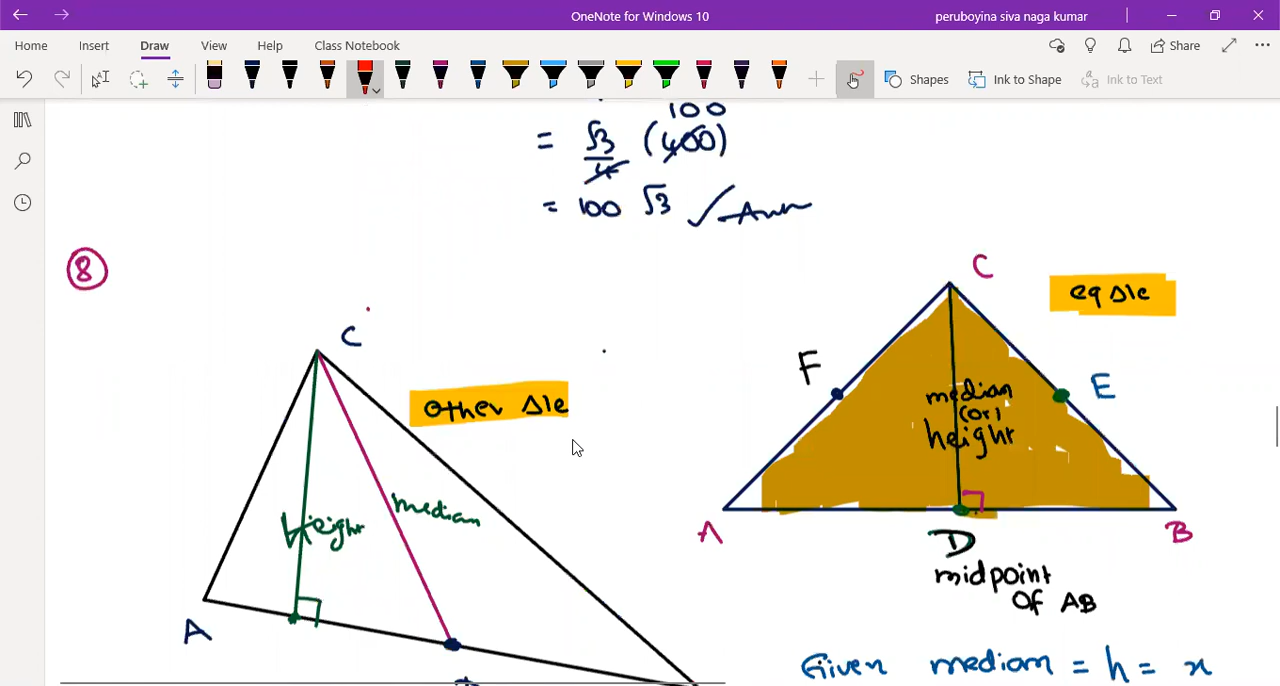 OneNote for Windows 10
peruboyina siva naga kumar
Home Insert Draw View Help Class Notebook
Share
Shapes Ink to Shape Ink to Text
100
= √3/4 (400)
= 100 √3 ✓ Ans
8
C
Other Δle
Height
median
A
C
eq Δle
F
E
median
(or)
height
A
D
B
midpoint
Of AB
Given median = h = x